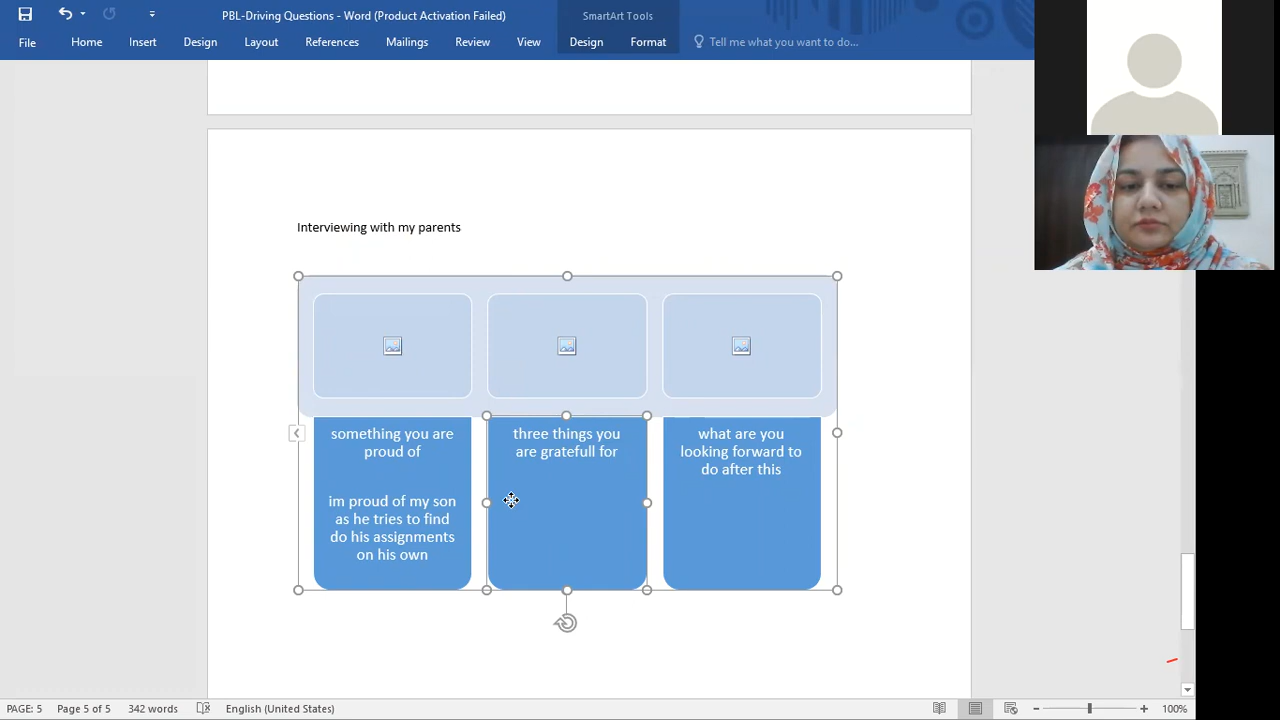 PBL-Driving Questions - Word (Product Activation Failed)
SmartArt Tools
File
Home
Insert
Design
Layout
References
Mailings
Review
View
Design
Format
Tell me what you want to do...
Interviewing with my parents
something you are
proud of
im proud of my son
as he tries to find
do his assignments
on his own
three things you
are gratefull for
what are you
looking forward to
do after this
PAGE: 5
Page 5 of 5
342 words
English (United States)
100%